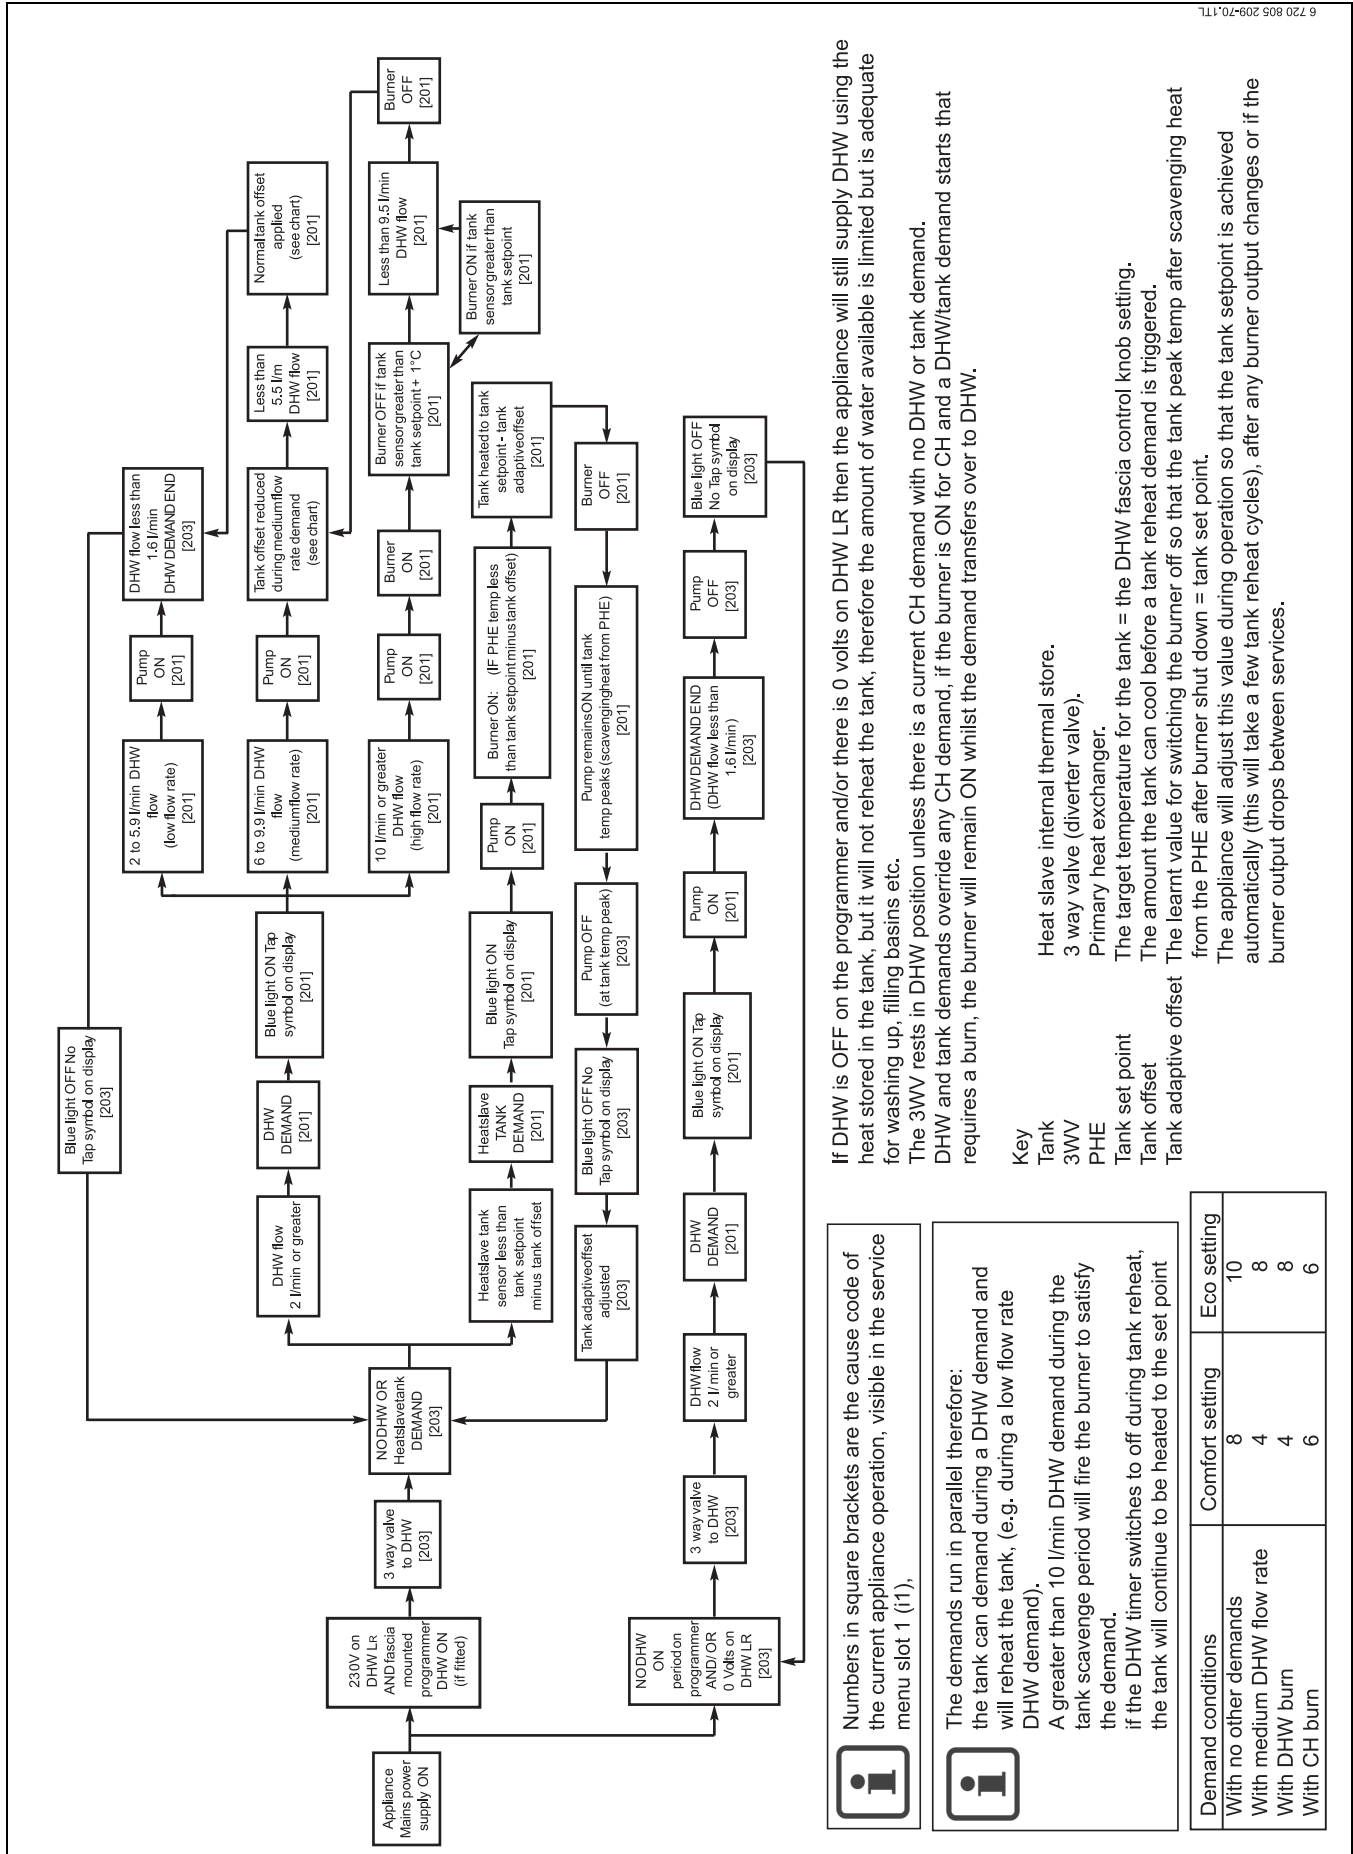 Appliance
Mains power
supply ON
230V on
DHW LR
AND fascia
mounted
programmer
DHW ON
(if fitted)
3 way valve
to DHW
[203]
NODHW OR
Heatslavetank
DEMAND
[203]
Blue light OFF No
Tap symbol on display
[203]
DHW flow
2 l/min or greater
DHW
DEMAND
[201]
Blue light ON Tap
symbol on display
[201]
2 to 5.9 l/min DHW
flow
(low flow rate)
[201]
Pump
ON
[201]
DHW flow less than
1.6 l/min
DHW DEMAND END
[203]
6 to 9.9 l/min DHW
flow
(mediumflow rate)
[201]
Pump
ON
[201]
Tank offset reduced
during mediumflow
rate demand
(see chart)
[201]
Less than
5.5 l/m
DHW flow
[201]
Normal tank offset
applied
(see chart)
[201]
10 l/min or greater
DHW flow
(high flow rate)
[201]
Pump
ON
[201]
Burner
ON
[201]
Burner OFF if tank
sensorgreaterthan
tank setpoint + 1°C
[201]
Less than 9.5 l/min
DHW flow
[201]
Burner
OFF
[201]
Burner ON if tank
sensorgreaterthan
tank setpoint
[201]
Heatslave tank
sensor less than
tank setpoint
minus tank offset
Heatslave
TANK
DEMAND
[201]
Blue light ON
Tap symbol on display
[201]
Pump
ON
[201]
Burner ON: (IF PHE temp less
than tank setpoint minus tank offset)
[201]
Tank heated to tank
setpoint - tank
adaptiveoffset
[201]
Burner
OFF
[201]
Pump remains ON until tank
temp peaks (scavengingheat from PHE)
[201]
Pump OFF
(at tank temp peak)
[203]
Blue light OFF No
Tap symbol on display
[203]
Tank adaptiveoffset
adjusted
[203]
NODHW
ON
period on
programmer
AND/OR
0 Volts on
DHW LR
[203]
3 way valve
to DHW
[203]
DHWflow
2 l/min or
greater
DHW
DEMAND
[201]
Blue light ON Tap
symbol on display
[201]
Pump
ON
[201]
DHWDEMAND END
(DHW flow less than
1.6 l/min)
[203]
Pump
OFF
[203]
Blue light OFF
No Tap symbol
on display
[203]
Numbers in square brackets are the cause code of
the current appliance operation, visible in the service
menu slot 1 (i1),
The demands run in parallel therefore:
the tank can demand during a DHW demand and
will reheat the tank, (e.g. during a low flow rate
DHW demand).
A greater than 10 l/min DHW demand during the
tank scavenge period will fire the burner to satisfy
the demand.
if the DHW timer switches to off during tank reheat,
the tank will continue to be heated to the set point
Demand conditions Comfort setting Eco setting
With no other demands 8 10
With medium DHW flow rate 4 8
With DHW burn 4 8
With CH burn 6 6
If DHW is OFF on the programmer and/or there is 0 volts on DHW LR then the appliance will still supply DHW using the
heat stored in the tank, but it will not reheat the tank, therefore the amount of water available is limited but is adequate
for washing up, filling basins etc.
The 3WV rests in DHW position unless there is a current CH demand with no DHW or tank demand.
DHW and tank demands override any CH demand, if the burner is ON for CH and a DHW/tank demand starts that
requires a burn, the burner will remain ON whilst the demand transfers over to DHW.
Key
Tank Heat slave internal thermal store.
3WV 3 way valve (diverter valve).
PHE Primary heat exchanger.
Tank set point The target temperature for the tank = the DHW fascia control knob setting.
Tank offset The amount the tank can cool before a tank reheat demand is triggered.
Tank adaptive offset The learnt value for switching the burner off so that the tank peak temp after scavenging heat
from the PHE after burner shut down = tank set point.
The appliance will adjust this value during operation so that the tank setpoint is achieved
automatically (this will take a few tank reheat cycles), after any burner output changes or if the
burner output drops between services.
6 720 805 209-70.1TL